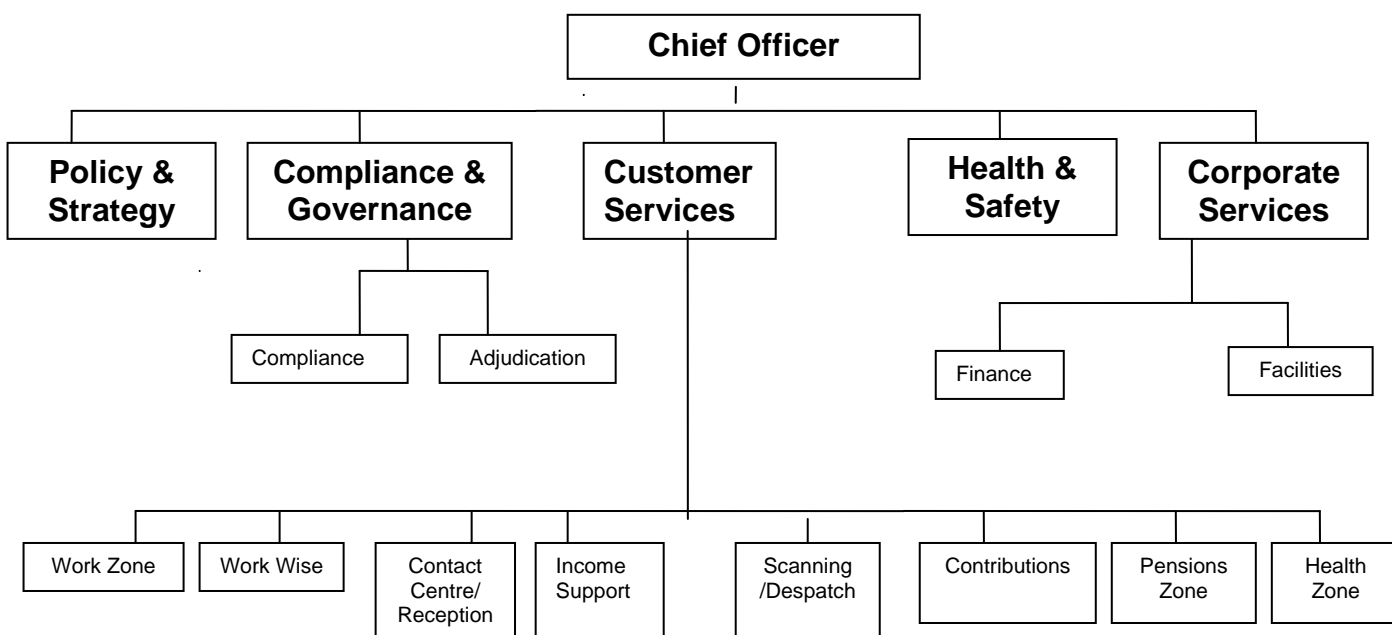 Chief Officer
Policy &
Strategy
Compliance &
Governance
Customer
Services
Health &
Safety
Corporate
Services
Compliance
Adjudication
Finance
Facilities
Work Zone
Work Wise
Contact
Centre/
Reception
Income
Support
Scanning
/Despatch
Contributions
Pensions
Zone
Health
Zone